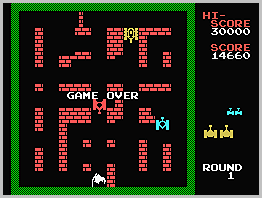 HI-
SCORE
30000
SCORE
14660
GAME OVER
ROUND
1